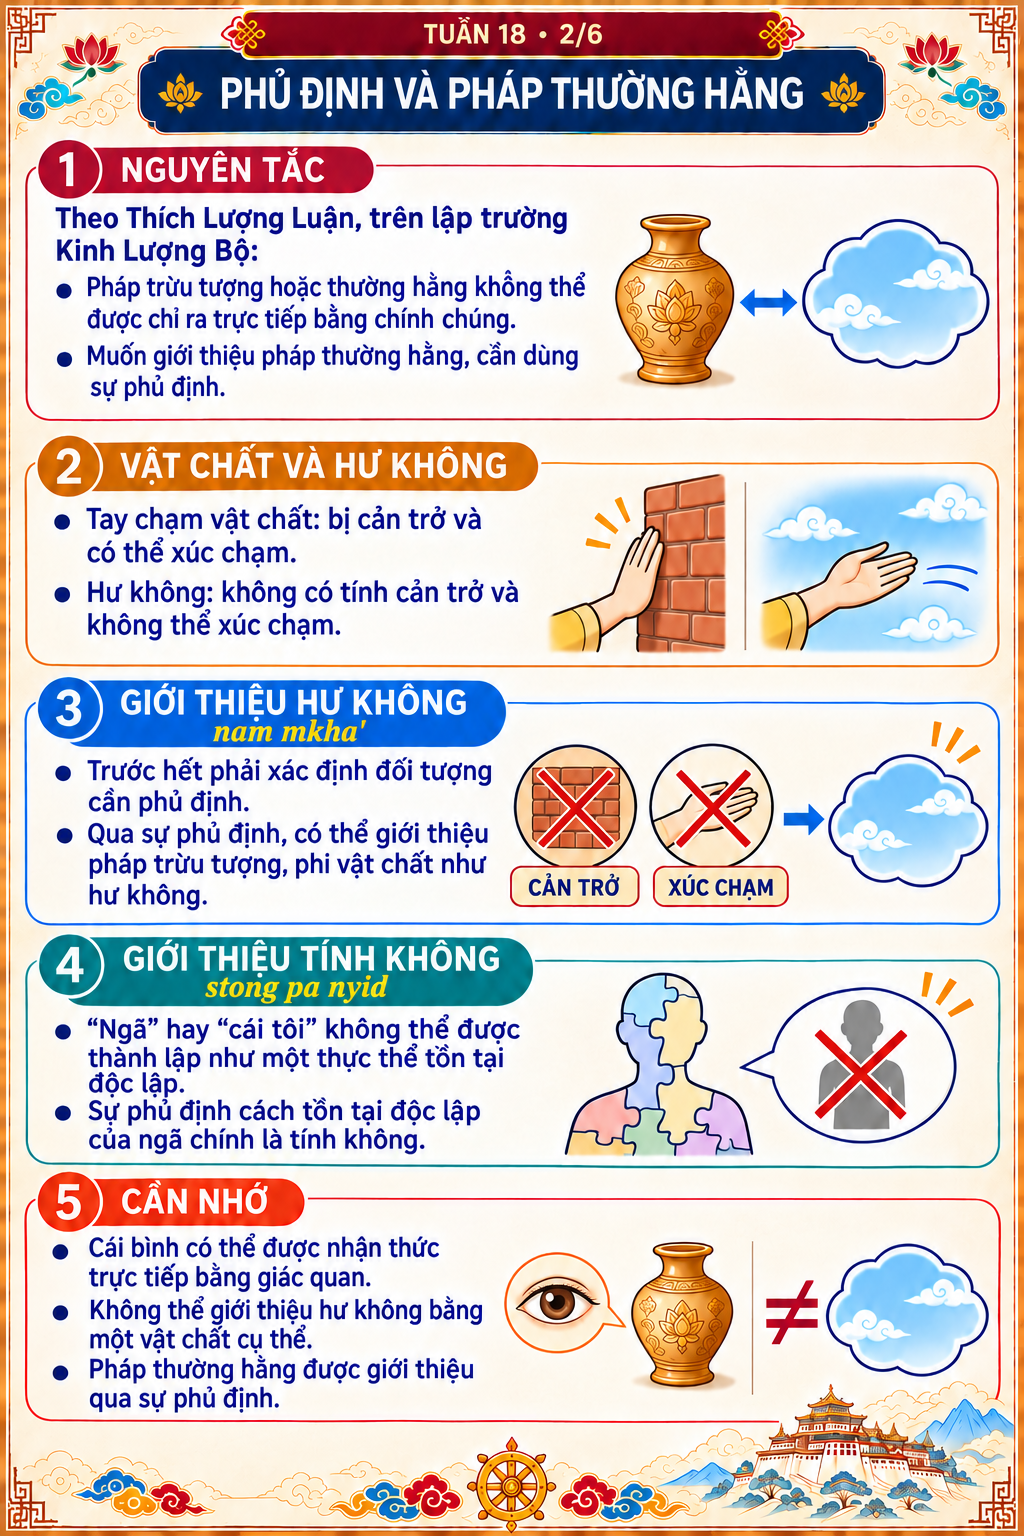 TUẦN 18 • 2/6
PHỦ ĐỊNH VÀ PHÁP THƯỜNG HẰNG
1 NGUYÊN TẮC
Theo Thích Lượng Luận, trên lập trường
Kinh Lượng Bộ:
● Pháp trừu tượng hoặc thường hằng không thể
được chỉ ra trực tiếp bằng chính chúng.
● Muốn giới thiệu pháp thường hằng, cần dùng
sự phủ định.
2 VẬT CHẤT VÀ HƯ KHÔNG
● Tay chạm vật chất: bị cản trở và
có thể xúc chạm.
● Hư không: không có tính cản trở và
không thể xúc chạm.
3 GIỚI THIỆU HƯ KHÔNG
nam mkha'
● Trước hết phải xác định đối tượng
cần phủ định.
● Qua sự phủ định, có thể giới thiệu
pháp trừu tượng, phi vật chất như
hư không.
CẢN TRỞ
XÚC CHẠM
4 GIỚI THIỆU TÍNH KHÔNG
stong pa nyid
● “Ngã” hay “cái tôi” không thể được
thành lập như một thực thể tồn tại
độc lập.
● Sự phủ định cách tồn tại độc lập
của ngã chính là tính không.
5 CẦN NHỚ
● Cái bình có thể được nhận thức
trực tiếp bằng giác quan.
● Không thể giới thiệu hư không bằng
một vật chất cụ thể.
● Pháp thường hằng được giới thiệu
qua sự phủ định.
≠